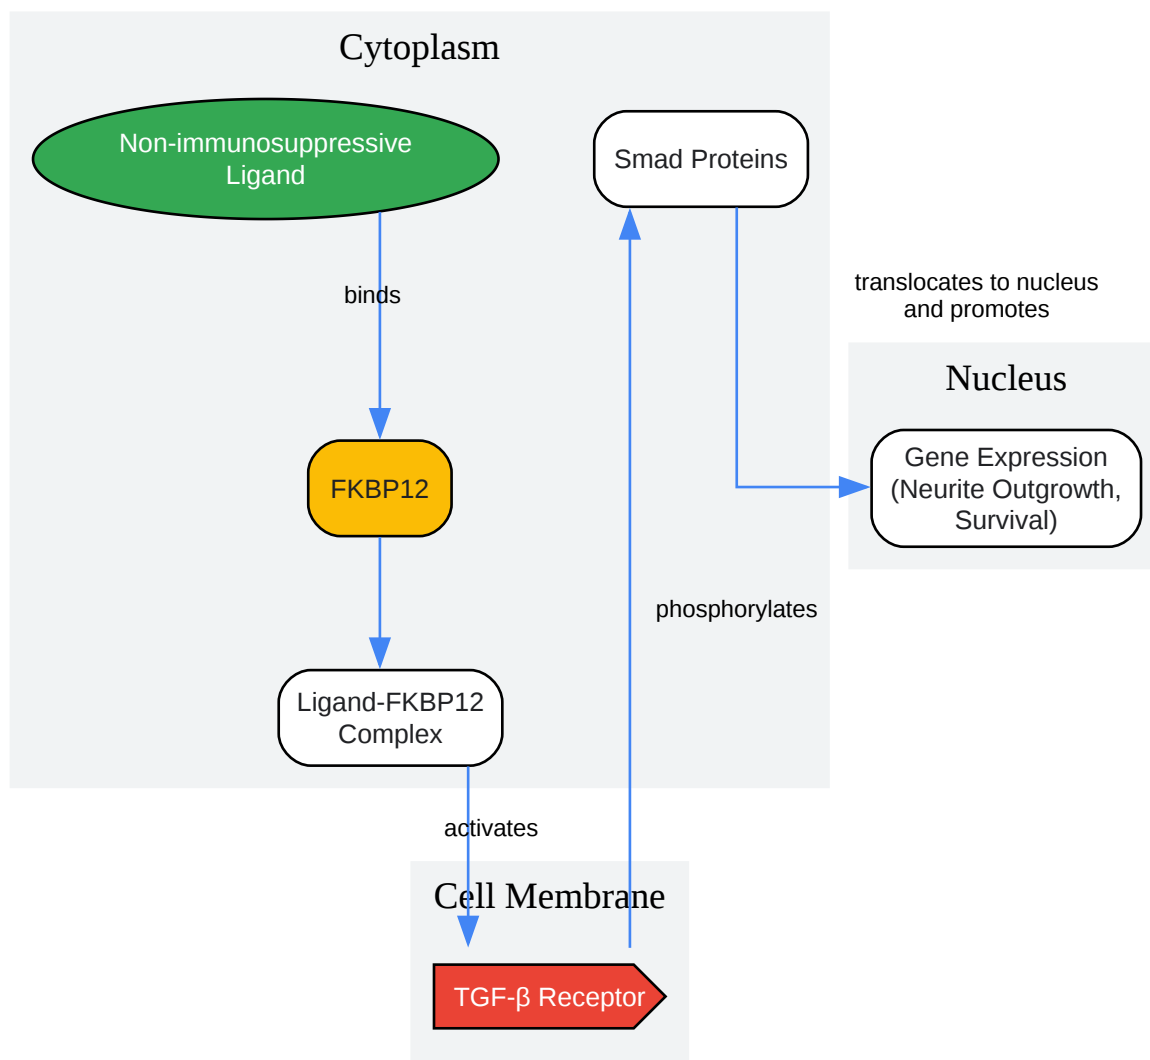 Cytoplasm
Non-immunosuppressive
Ligand
Smad Proteins
binds
translocates to nucleus
and promotes
Nucleus
Gene Expression
(Neurite Outgrowth,
Survival)
FKBP12
phosphorylates
Ligand-FKBP12
Complex
activates
Cell Membrane
TGF-β Receptor